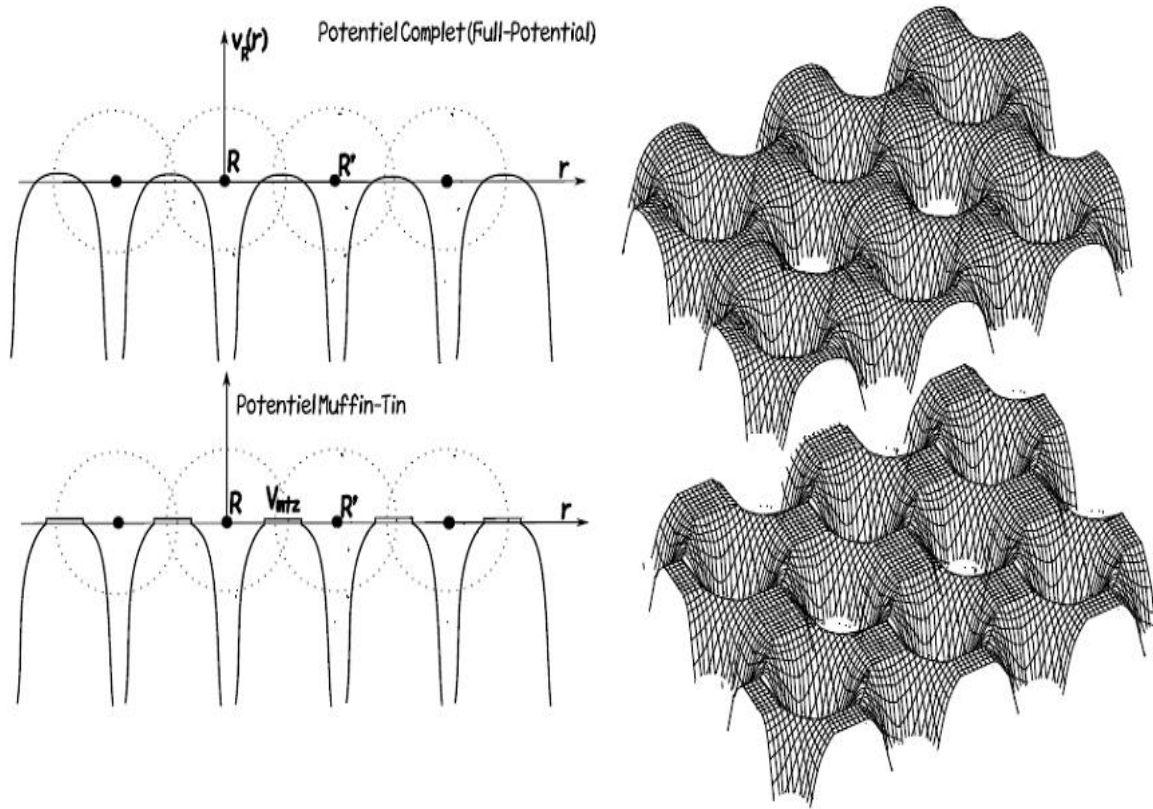 Potentiel Complet (Full-Potential)
v_R(r)
R
R'
r
Potentiel Muffin-Tin
R
V_mtz
R'
r